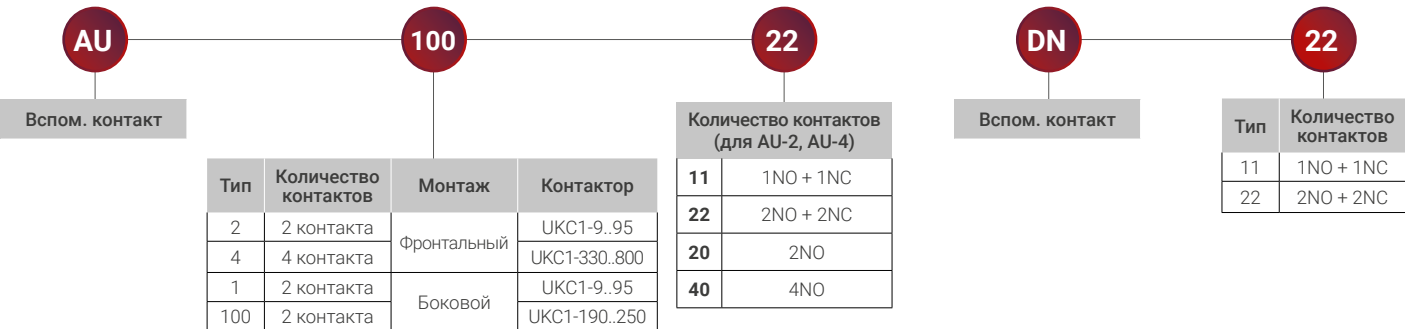 AU 100 22 DN 22
Вспом. контакт
Количество контактов
(для AU-2, AU-4)
11 1NO + 1NC
22 2NO + 2NC
20 2NO
40 4NO
Тип Количество контактов Монтаж Контактор
2 2 контакта Фронтальный UKC1-9..95
4 4 контакта UKC1-330..800
1 2 контакта Боковой UKC1-9..95
100 2 контакта UKC1-190..250
Вспом. контакт
Тип Количество контактов
11 1NO + 1NC
22 2NO + 2NC